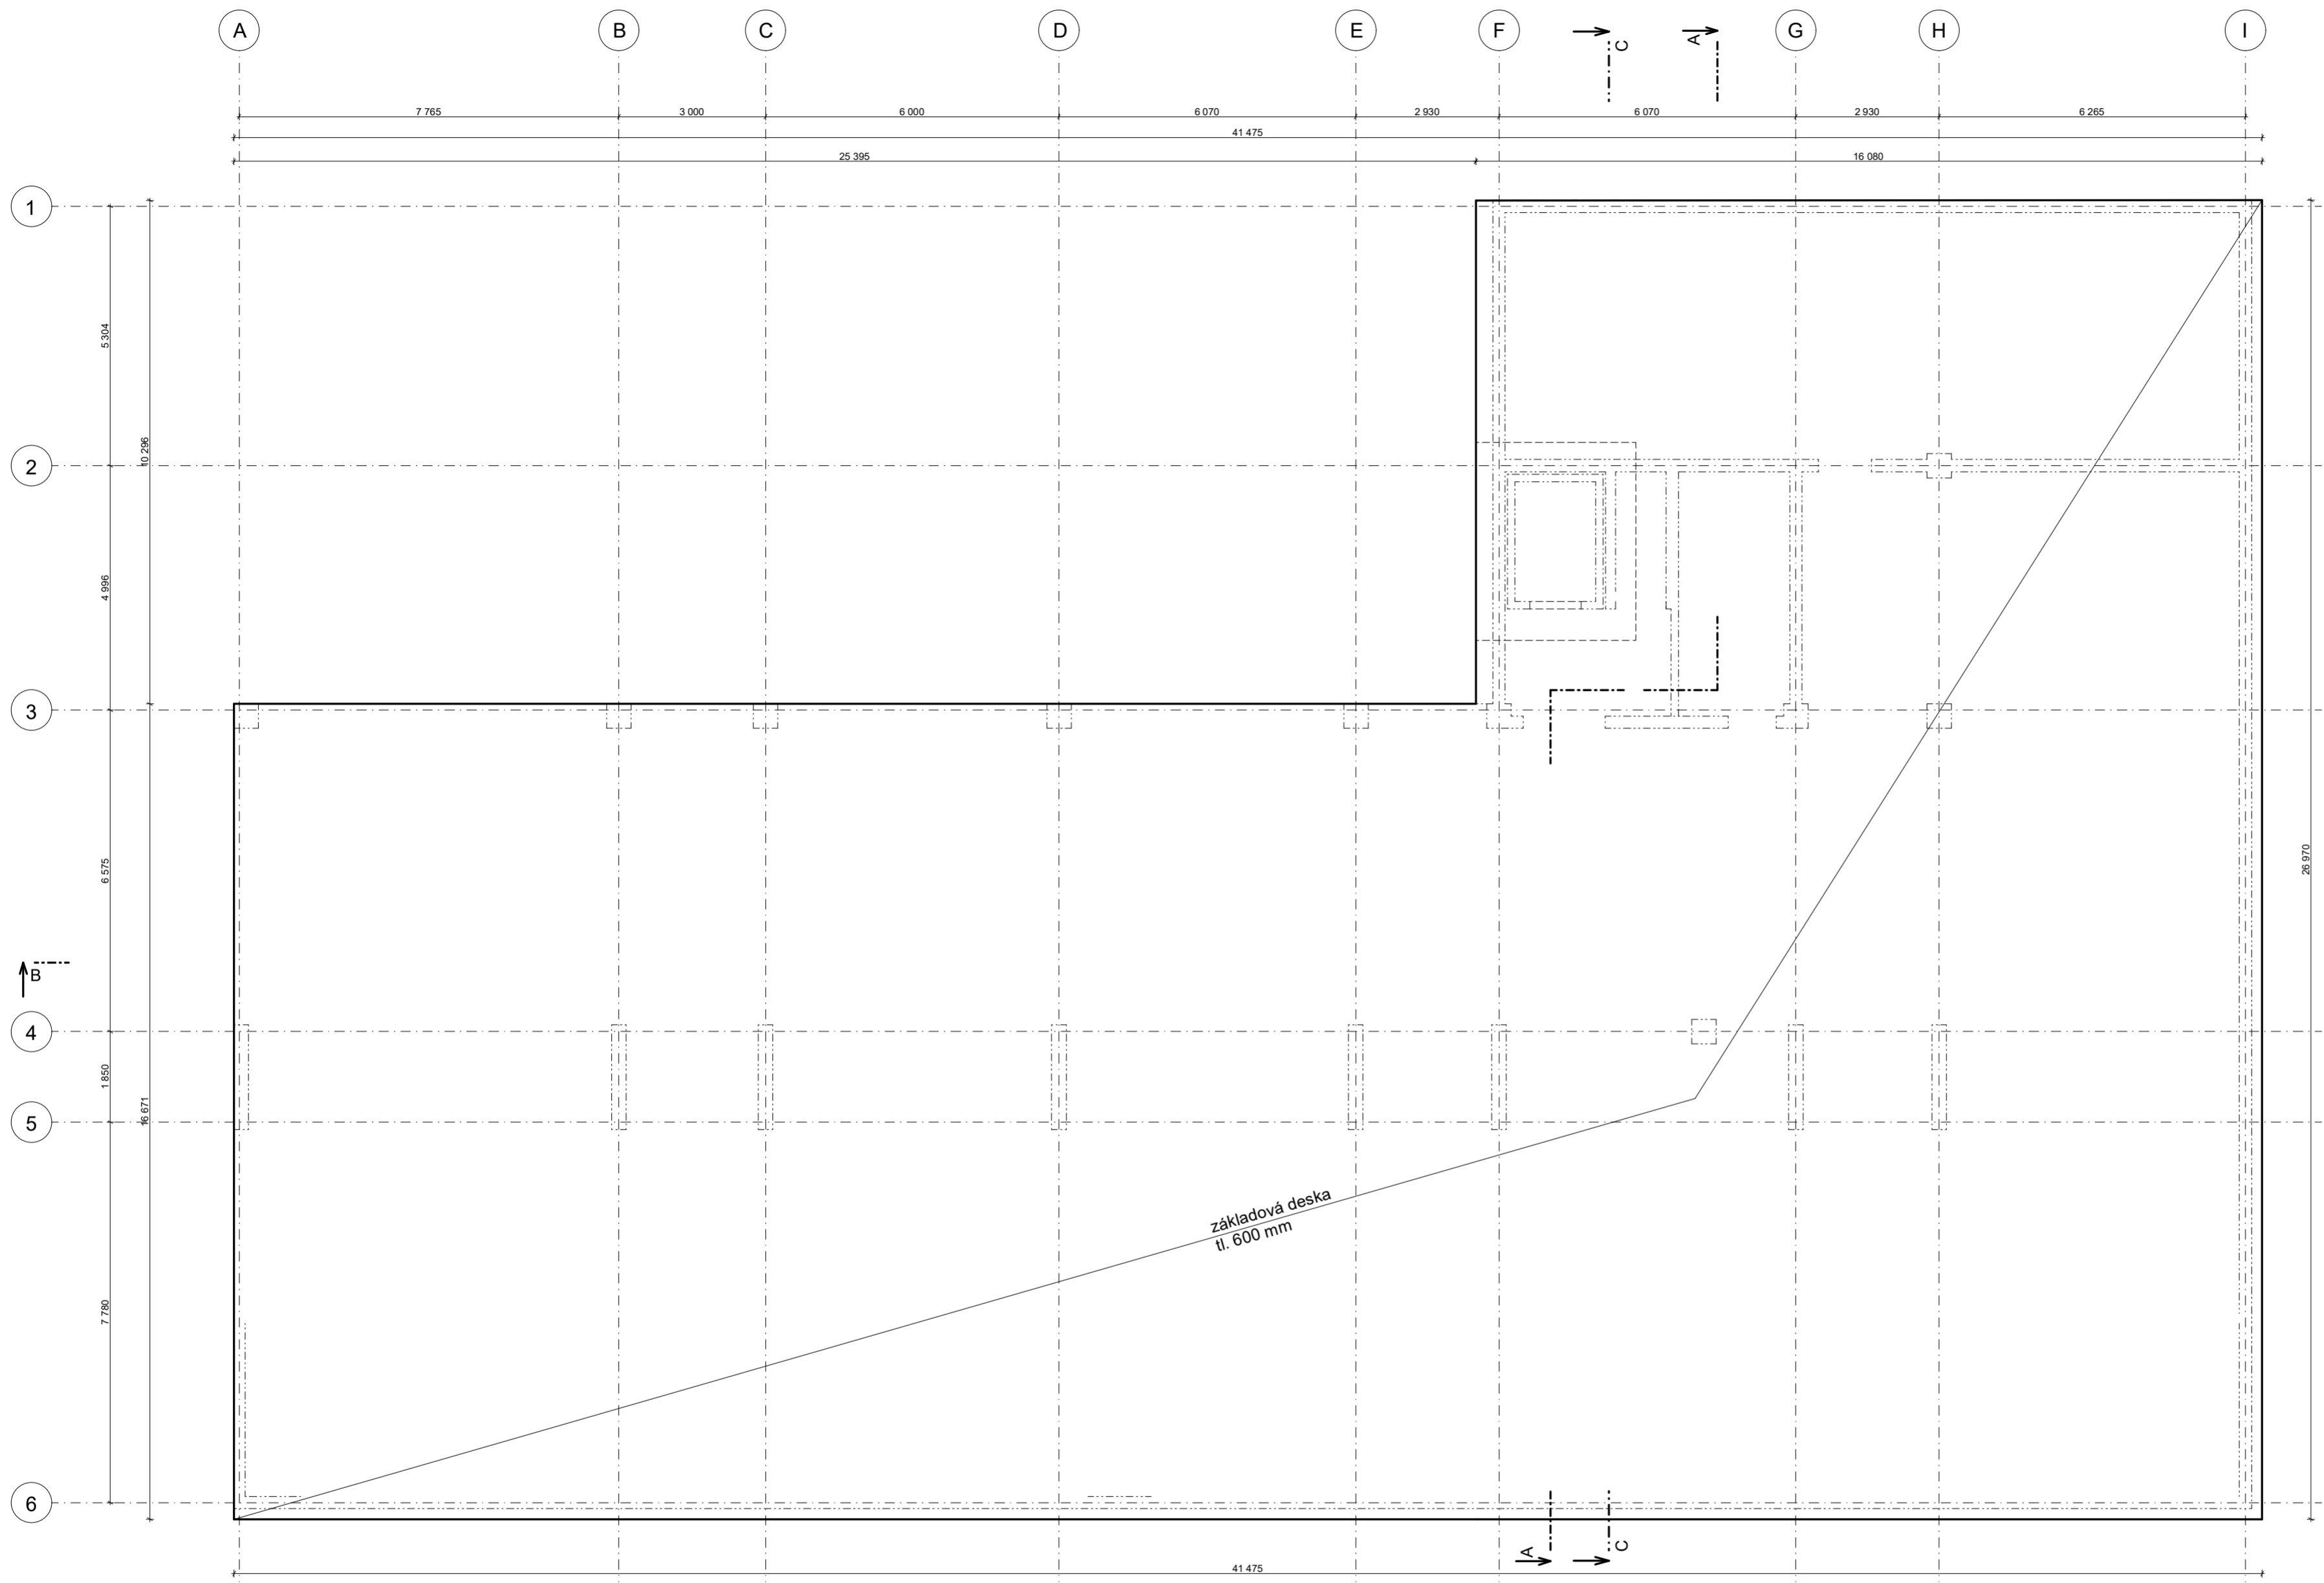 A B C D E F G H I
C A
7 765 3 000 6 000 6 070 2 930 6 070 2 930 6 265
41 475
25 395 16 080
1
5 304
10 296
2
4 996
3
6 575
26 970
B
4
1 850
16 671
5
základová deska
tl. 600 mm
7 780
6
A C
41 475